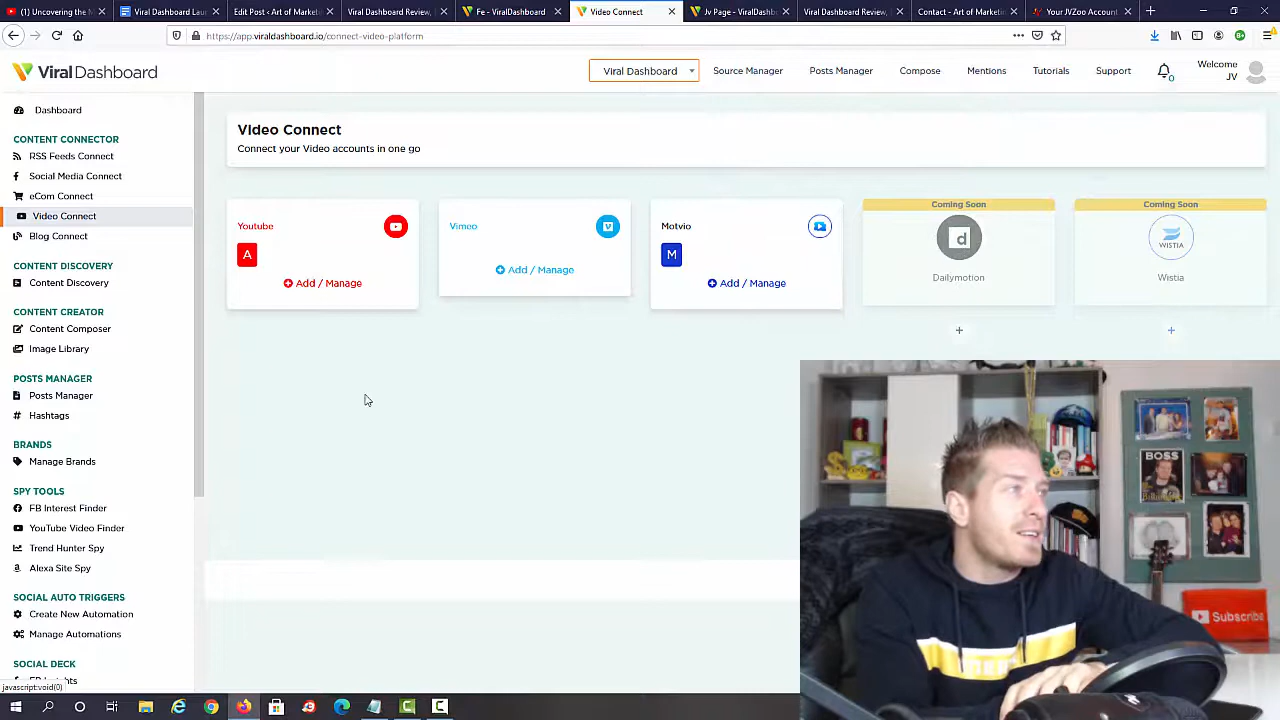 (1) Uncovering the M
Viral Dashboard Lau
Edit Post - Art of Marketi
Viral Dashboard Review,
Fe - ViralDashboard
Video Connect
Jv Page - ViralDashb
Viral Dashboard Review,
Contact - Art of Marketin
Your JVZoo Account
https://app.viraldashboard.io/connect-video-platform
ViralDashboard
Viral Dashboard
Source Manager
Posts Manager
Compose
Mentions
Tutorials
Support
0
Welcome
JV
Dashboard
CONTENT CONNECTOR
RSS Feeds Connect
Social Media Connect
eCom Connect
Video Connect
Blog Connect
CONTENT DISCOVERY
Content Discovery
CONTENT CREATOR
Content Composer
Image Library
POSTS MANAGER
Posts Manager
Hashtags
BRANDS
Manage Brands
SPY TOOLS
FB Interest Finder
YouTube Video Finder
Trend Hunter Spy
Alexa Site Spy
SOCIAL AUTO TRIGGERS
Create New Automation
Manage Automations
SOCIAL DECK
FB Insights
javascript:void(0)
Video Connect
Connect your Video accounts in one go
Youtube
A
Add / Manage
Vimeo
Add / Manage
Motvio
M
Add / Manage
Coming Soon
d
Dailymotion
+
Coming Soon
WISTIA
Wistia
+
BOSS
Subscribe